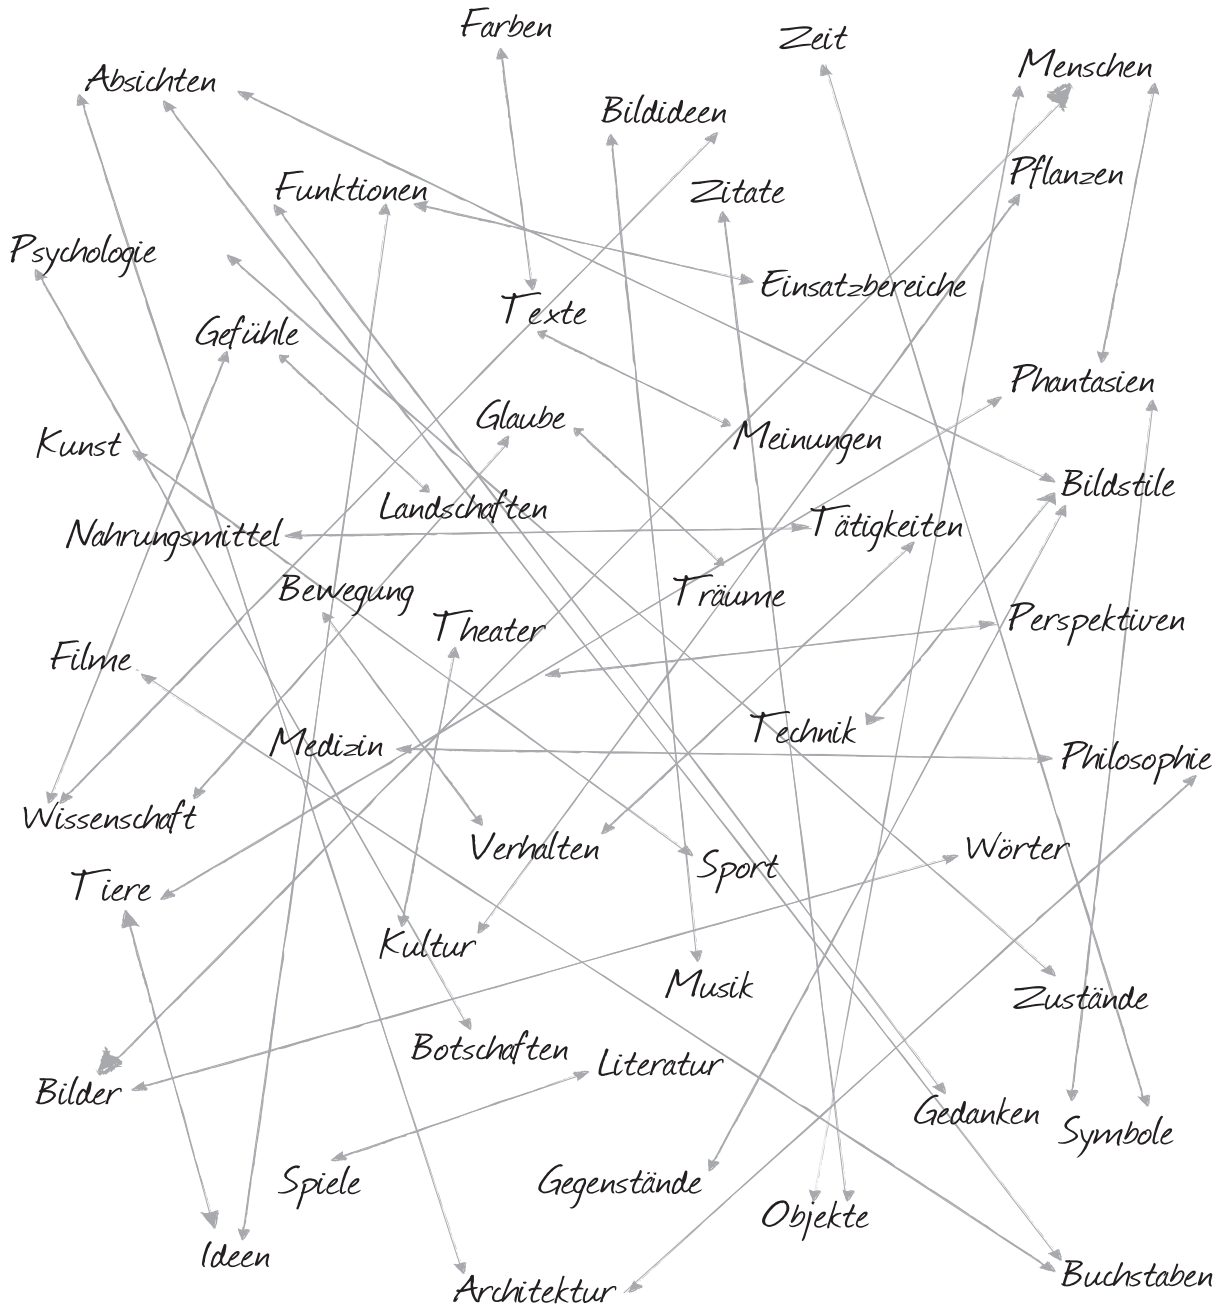 Farben
Zeit
Menschen
Absichten
Bildideen
Pflanzen
Funktionen
Zitate
Psychologie
Einsatzbereiche
Texte
Gefühle
Phantasien
Glaube
Meinungen
Kunst
Bildstile
Landschaften
Tätigkeiten
Nahrungsmittel
Bewegung
Träume
Perspektiven
Theater
Filme
Technik
Medizin
Philosophie
Wissenschaft
Verhalten
Wörter
Sport
Tiere
Kultur
Musik
Zustände
Botschaften
Literatur
Bilder
Gedanken
Symbole
Spiele
Gegenstände
Objekte
Ideen
Buchstaben
Architektur